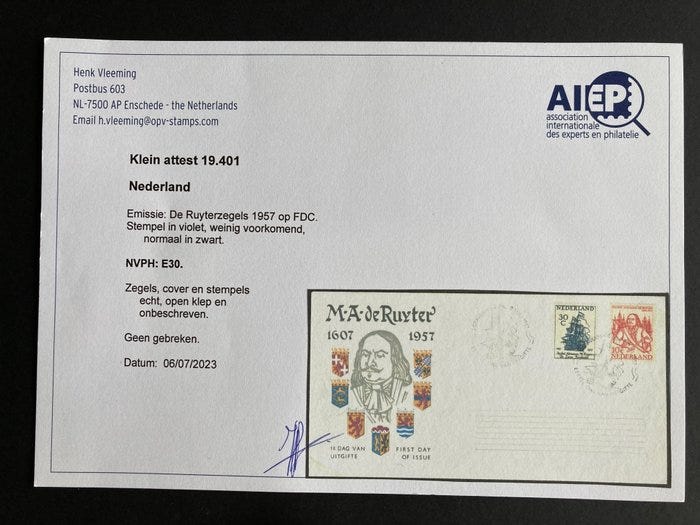 Henk Vleeming
Postbus 603
NL-7500 AP Enschede - the Netherlands
Email h.vleeming@opv-stamps.com
AIEP
association
internationale
des experts en philatelie
Klein attest 19.401
Nederland
Emissie: De Ruyterzegels 1957 op FDC.
Stempel in violet, weinig voorkomend,
normaal in zwart.
NVPH: E30.
Zegels, cover en stempels
echt, open klep en
onbeschreven.
Geen gebreken.
Datum: 06/07/2023
M·A·de Ruyter
1607 1957
1e DAG VAN UITGIFTE
FIRST DAY OF ISSUE
NEDERLAND
30
C
10 C
NEDERLAND